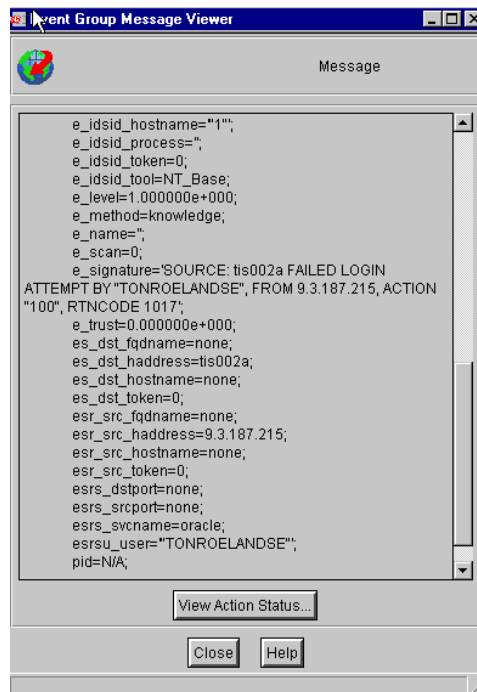 Event Group Message Viewer
Message
e_idsid_hostname="'1'";
e_idsid_process='';
e_idsid_token=0;
e_idsid_tool=NT_Base;
e_level=1.000000e+000;
e_method=knowledge;
e_name='';
e_scan=0;
e_signature='SOURCE: tis002a FAILED LOGIN
ATTEMPT BY "TONROELANDSE", FROM 9.3.187.215, ACTION
"100", RTNCODE 1017';
e_trust=0.000000e+000;
es_dst_fqdname=none;
es_dst_haddress=tis002a;
es_dst_hostname=none;
es_dst_token=0;
esr_src_fqdname=none;
esr_src_haddress=9.3.187.215;
esr_src_hostname=none;
esr_src_token=0;
esrs_dstport=none;
esrs_srcport=none;
esrs_svcname=oracle;
esrsu_user='"TONROELANDSE"';
pid=N/A;
View Action Status...
Close Help